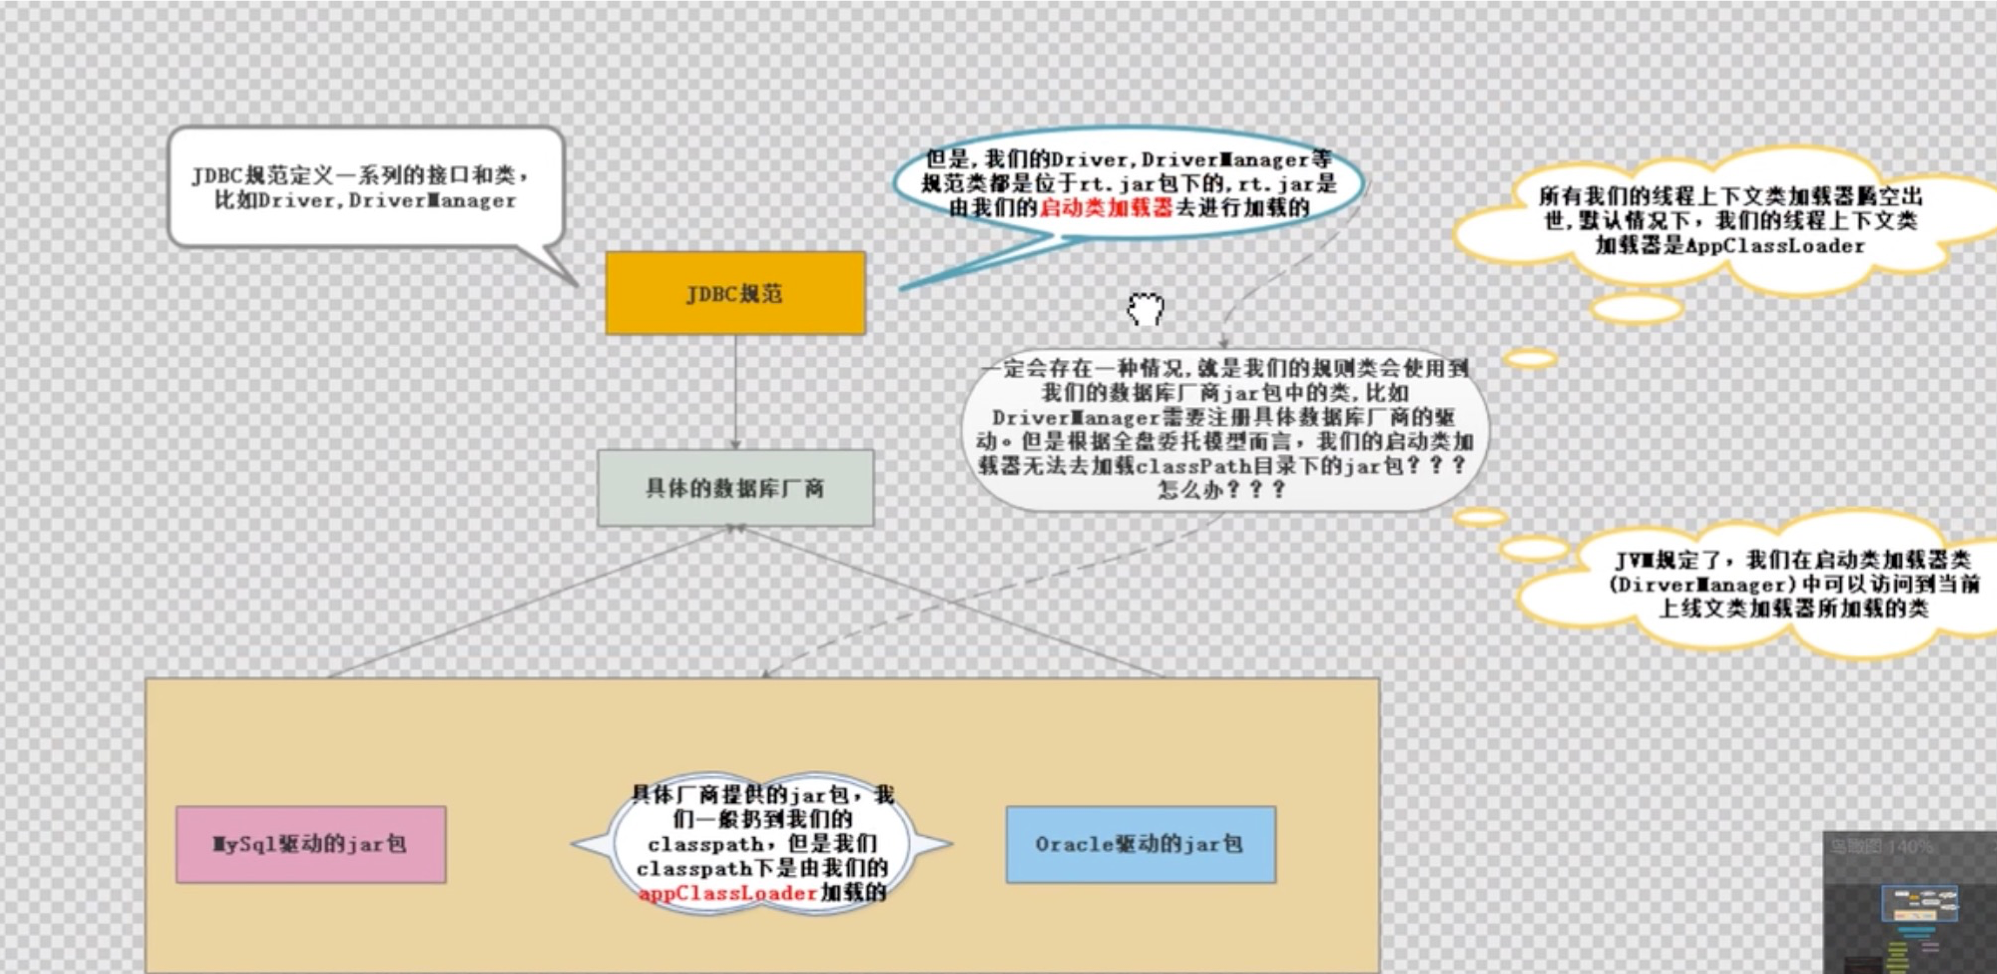 JDBC规范定义一系列的接口和类，
比如Driver,DriverManager
但是,我们的Driver,DriverManager等
规范类都是位于rt.jar包下的,rt.jar是
由我们的启动类加载器去进行加载的
所有我们的线程上下文类加载器腾空出
世,默认情况下，我们的线程上下文类
加载器是AppClassLoader
JDBC规范
一定会存在一种情况,就是我们的规则类会使用到
我们的数据库厂商jar包中的类,比如
DriverManager需要注册具体数据库厂商的驱
动。但是根据全盘委托模型而言，我们的启动类加
载器无法去加载classPath目录下的jar包？？？
怎么办？？？
具体的数据库厂商
JVM规定了，我们在启动类加载器类
(DirverManager)中可以访问到当前
上线文类加载器所加载的类
MySql驱动的jar包
具体厂商提供的jar包，我
们一般扔到我们的
classpath，但是我们
classpath下是由我们的
appClassLoader加载的
Oracle驱动的jar包
鸟瞰图 140%